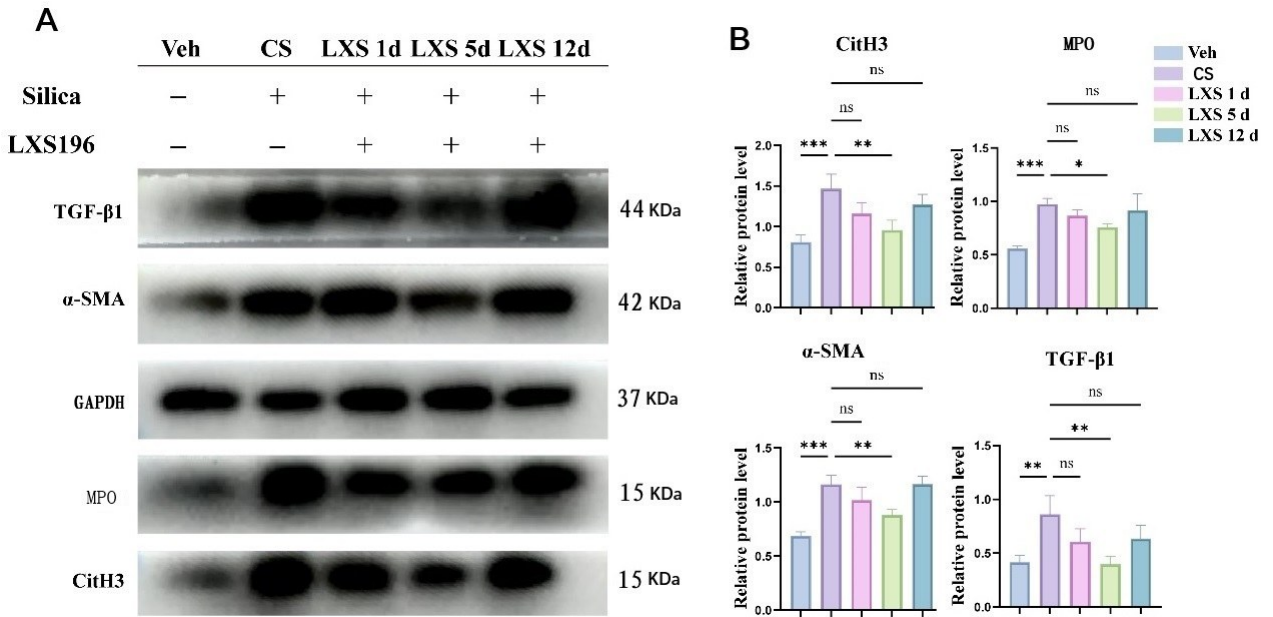 A
Veh CS LXS 1d LXS 5d LXS 12d
Silica − + + + +
LXS196 − − + + +
TGF-β1 44 KDa
α-SMA 42 KDa
GAPDH 37 KDa
MPO 15 KDa
CitH3 15 KDa
B
CitH3
ns
ns
*** **
Relative protein level
2.0
1.5
1.0
0.5
0.0
MPO
ns
ns
*** *
Relative protein level
1.5
1.0
0.5
0.0
Veh
CS
LXS 1 d
LXS 5 d
LXS 12 d
α-SMA
ns
ns
*** **
Relative protein level
1.5
1.0
0.5
0.0
TGF-β1
ns
**
** ns
Relative protein level
1.5
1.0
0.5
0.0